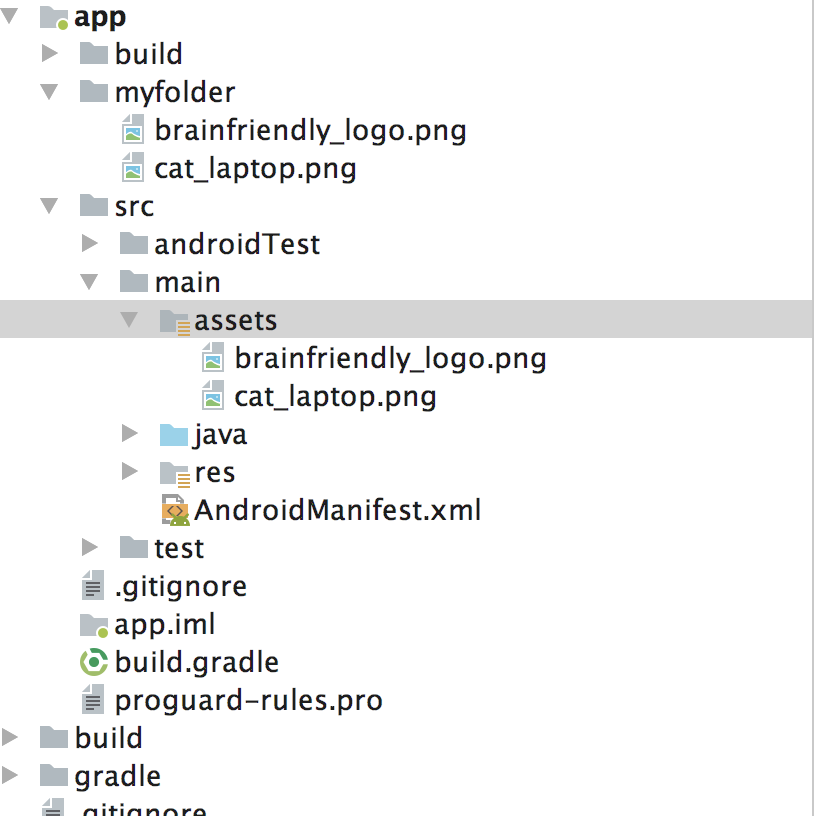 app
build
myfolder
brainfriendly_logo.png
cat_laptop.png
src
androidTest
main
assets
brainfriendly_logo.png
cat_laptop.png
java
res
AndroidManifest.xml
test
.gitignore
app.iml
build.gradle
proguard-rules.pro
build
gradle
.gitignore